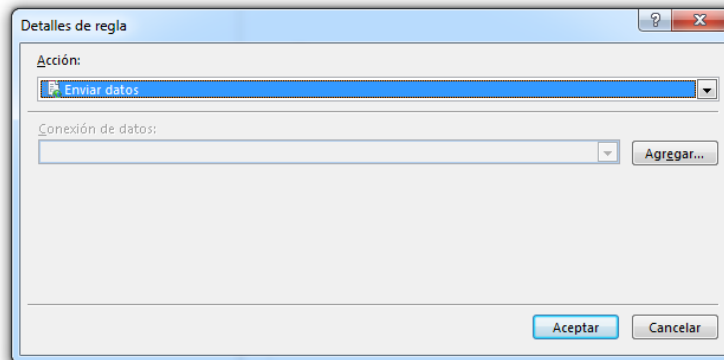 Detalles de regla
Acción:
Enviar datos
Conexión de datos:
Agregar...
Aceptar
Cancelar